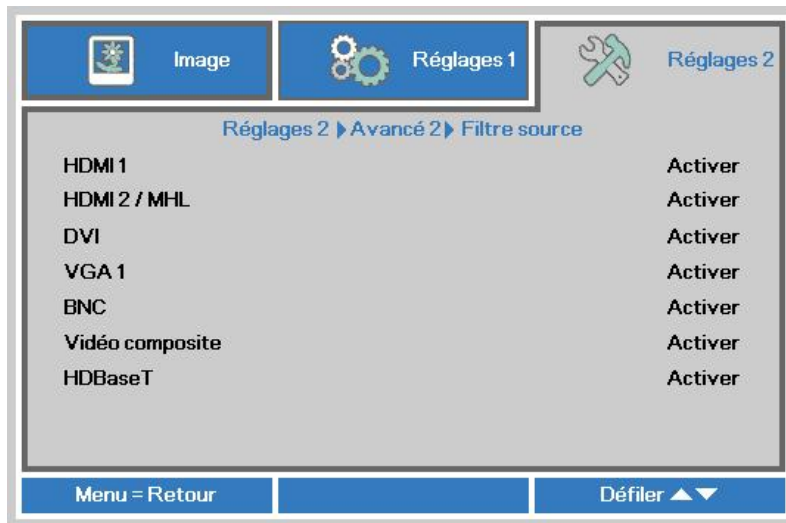 Image Réglages 1 Réglages 2
Réglages 2 ▶ Avancé 2 ▶ Filtre source
HDMI 1 Activer
HDMI 2 / MHL Activer
DVI Activer
VGA 1 Activer
BNC Activer
Vidéo composite Activer
HDBaseT Activer
Menu = Retour Défiler ▲▼